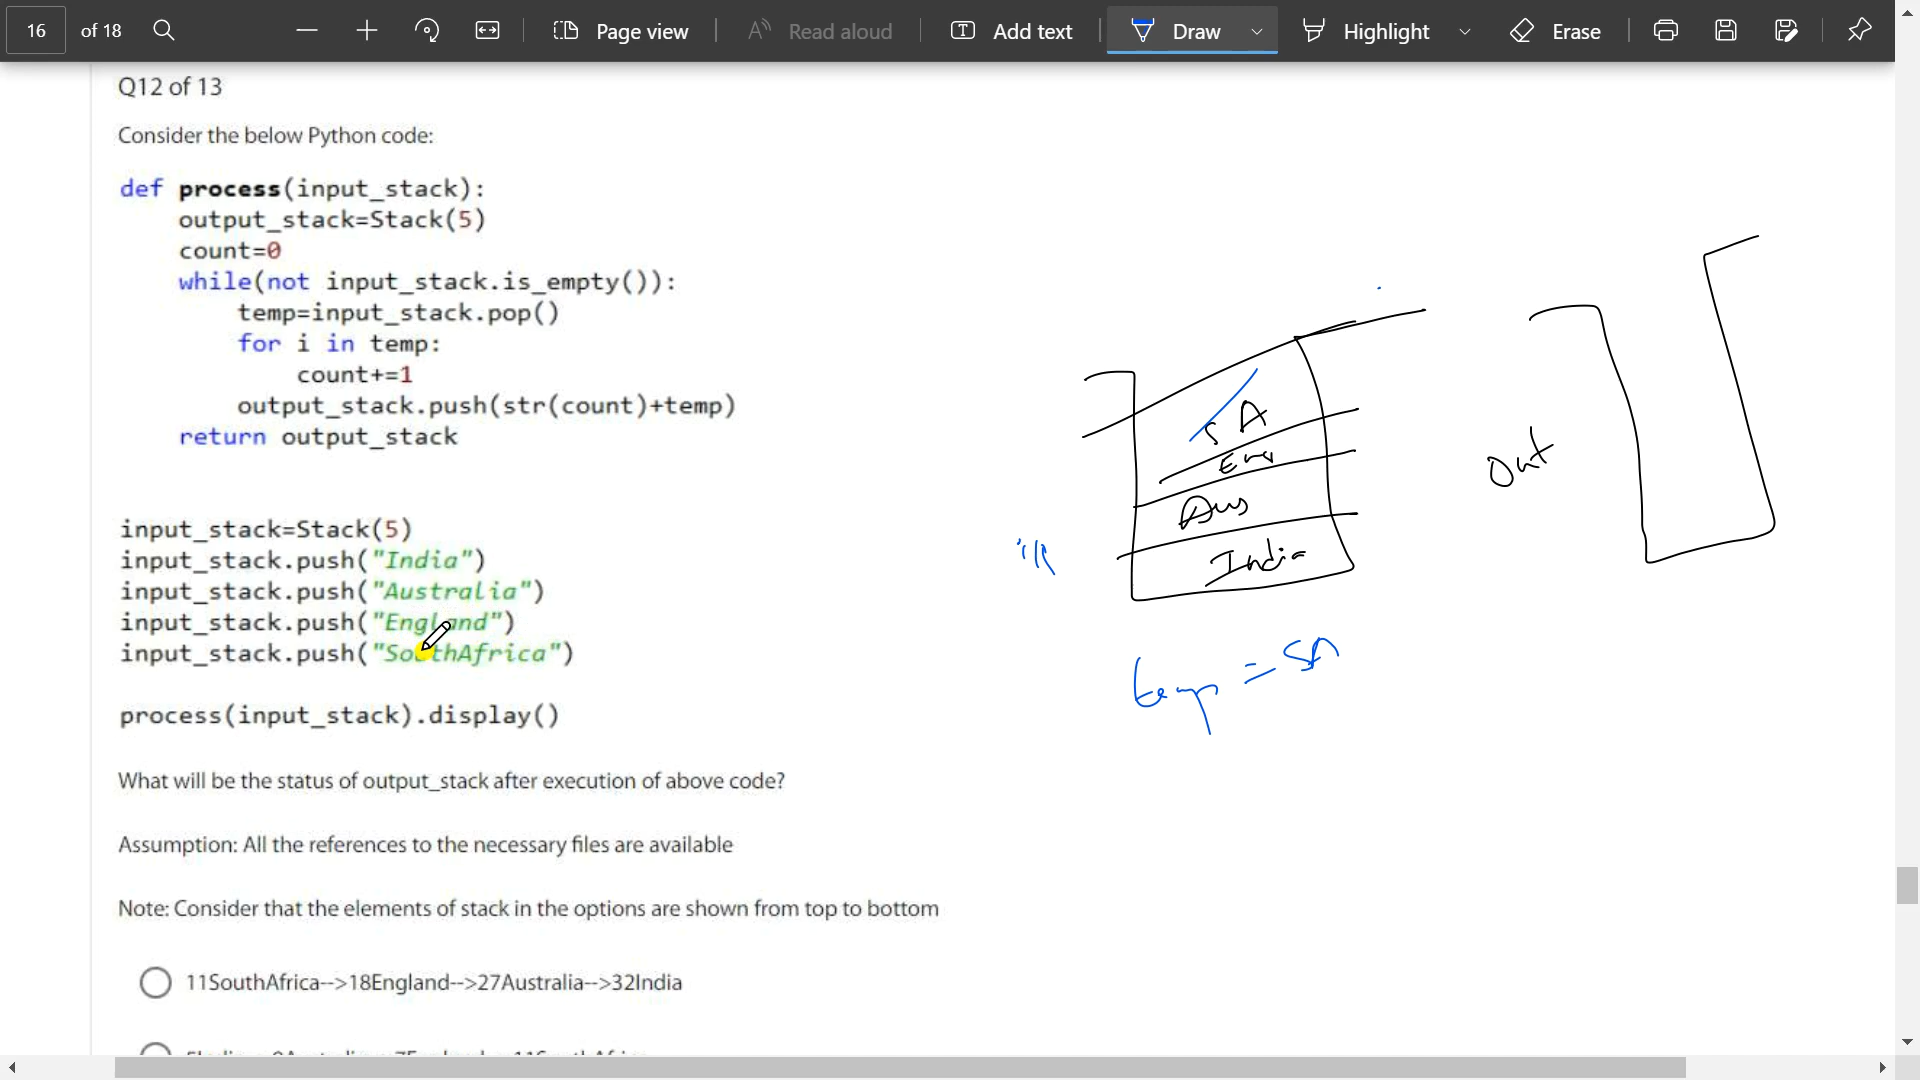 16 of 18 Page view Read aloud Add text Draw Highlight Erase
Q12 of 13
Consider the below Python code:
def process(input_stack):
output_stack=Stack(5)
count=0
while(not input_stack.is_empty()):
temp=input_stack.pop()
for i in temp:
count+=1
output_stack.push(str(count)+temp)
return output_stack
input_stack=Stack(5)
input_stack.push("India")
input_stack.push("Australia")
input_stack.push("England")
input_stack.push("SouthAfrica")
process(input_stack).display()
What will be the status of output_stack after execution of above code?
Assumption: All the references to the necessary files are available
Note: Consider that the elements of stack in the options are shown from top to bottom
11SouthAfrica-->18England-->27Australia-->32India
SA
Eng
Aus
India
Out
temp = SA